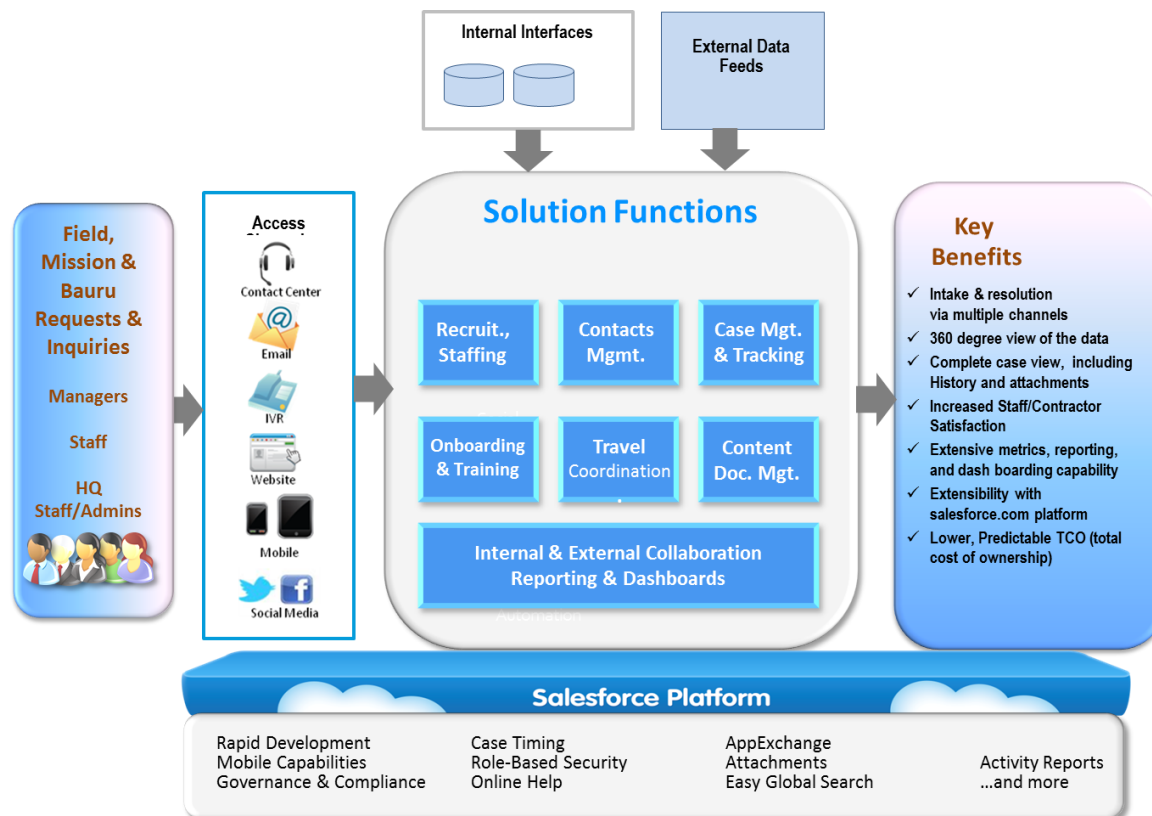 Internal Interfaces
External Data
Feeds
Field,
Mission &
Bauru
Requests &
Inquiries
Managers
Staff
HQ
Staff/Admins
Access
Contact Center
Email
IVR
Website
Mobile
Social Media
Solution Functions
Recruit.,
Staffing
Contacts
Mgmt.
Case Mgt.
& Tracking
Onboarding
& Training
Travel
Coordination
.
Content
Doc. Mgt.
Internal & External Collaboration
Reporting & Dashboards
Automation
Key
Benefits
✓ Intake & resolution
via multiple channels
✓ 360 degree view of the data
✓ Complete case view, including
History and attachments
✓ Increased Staff/Contractor
Satisfaction
✓ Extensive metrics, reporting,
and dash boarding capability
✓ Extensibility with
salesforce.com platform
✓ Lower, Predictable TCO (total
cost of ownership)
Salesforce Platform
Rapid Development
Mobile Capabilities
Governance & Compliance
Case Timing
Role-Based Security
Online Help
AppExchange
Attachments
Easy Global Search
Activity Reports
...and more